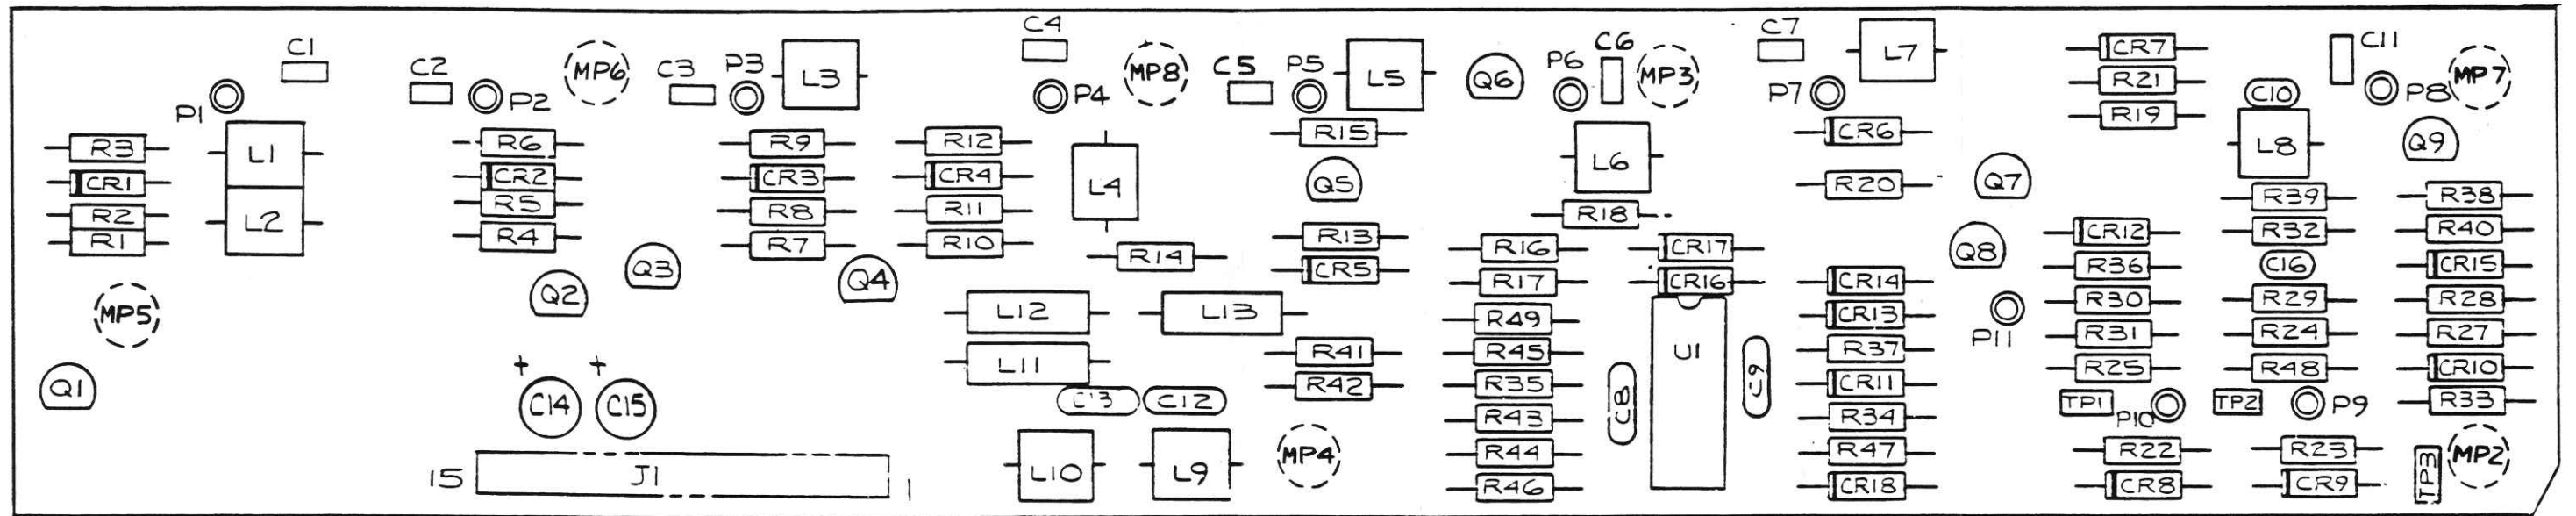 C1
P1
R3
CR1
R2
R1
L1
L2
MP5
Q1
C2
P2
MP6
R6
CR2
R5
R4
Q2
Q3
+
+
C14
C15
15
J1
1
C3
P3
L3
R9
CR3
R8
R7
Q4
C4
P4
MP8
R12
CR4
R11
R10
L4
R14
L12
L13
L11
C13
C12
L10
L9
C5
P5
L5
R15
Q5
R13
CR5
R41
R42
MP4
Q6
P6
C6
MP3
L6
R18
R16
R17
R49
R45
R35
R43
R44
R46
CR17
CR16
U1
C8
C9
C7
P7
L7
CR6
R20
CR14
CR13
R37
CR11
R34
R47
CR18
Q7
Q8
P11
CR7
R21
R19
CR12
R36
R30
R31
R25
TP1
P10
R22
CR8
C10
L8
R39
R32
C16
R29
R24
R48
TP2
P9
R23
CR9
C11
P8
MP7
Q9
R38
R40
CR15
R28
R27
CR10
R33
TP3
MP2